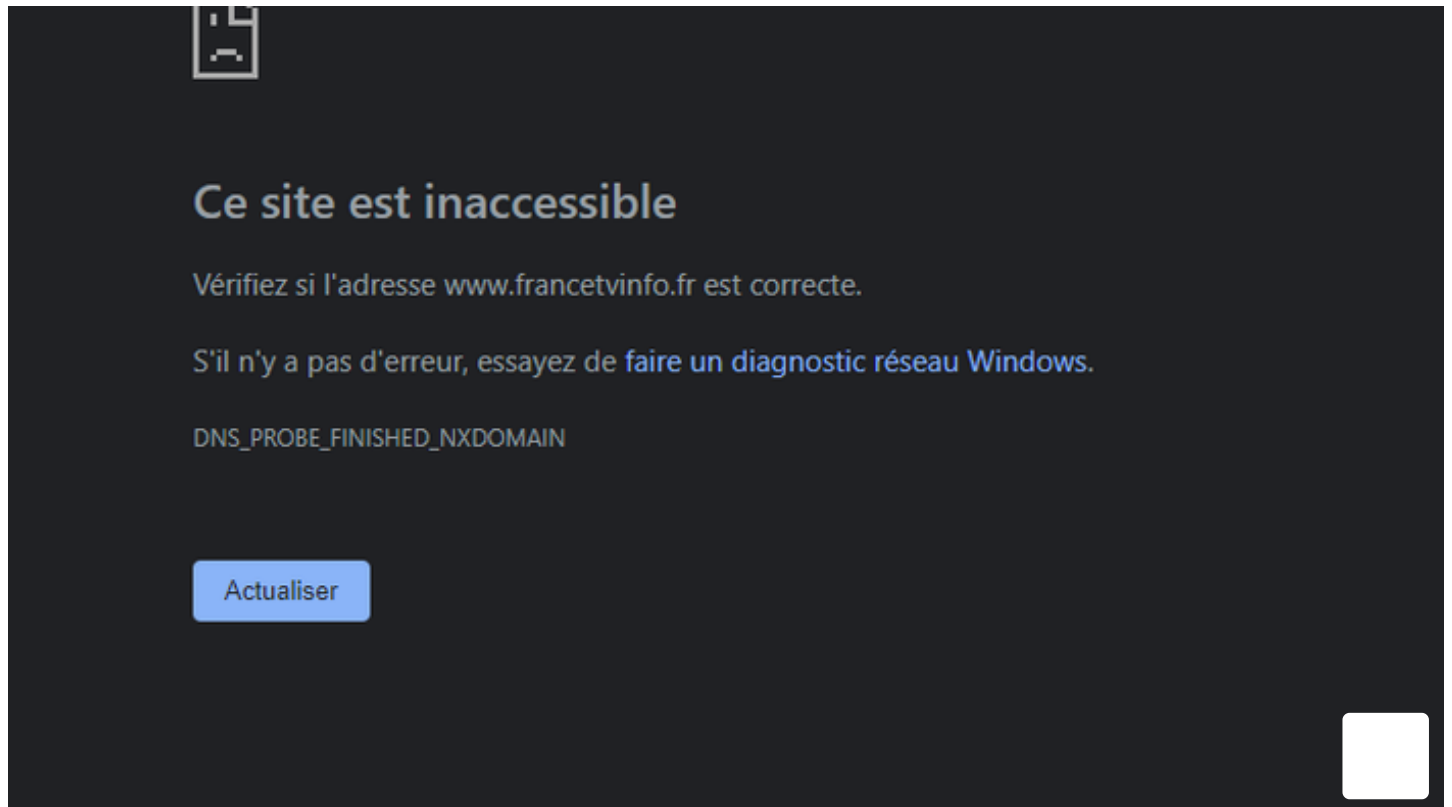 Ce site est inaccessible
Vérifiez si l'adresse www.francetvinfo.fr est correcte.
S'il n'y a pas d'erreur, essayez de faire un diagnostic réseau Windows.
DNS_PROBE_FINISHED_NXDOMAIN
Actualiser